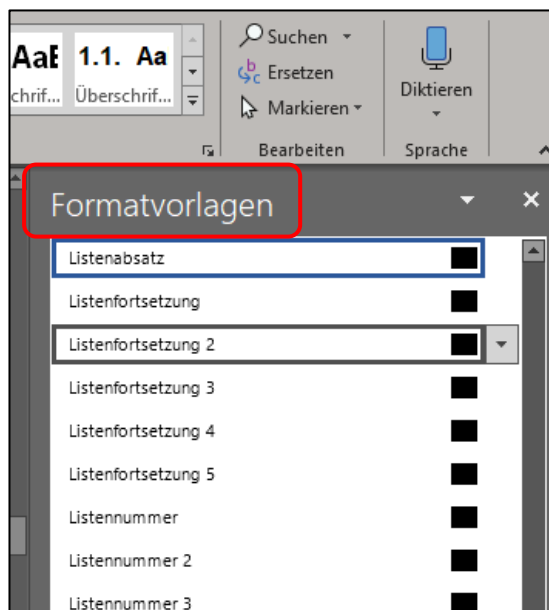 AaB 1.1. Aa
chrif... Überschrif...
Suchen
Ersetzen
Markieren
Diktieren
Bearbeiten
Sprache
Formatvorlagen
Listenabsatz
Listenfortsetzung
Listenfortsetzung 2
Listenfortsetzung 3
Listenfortsetzung 4
Listenfortsetzung 5
Listennummer
Listennummer 2
Listennummer 3